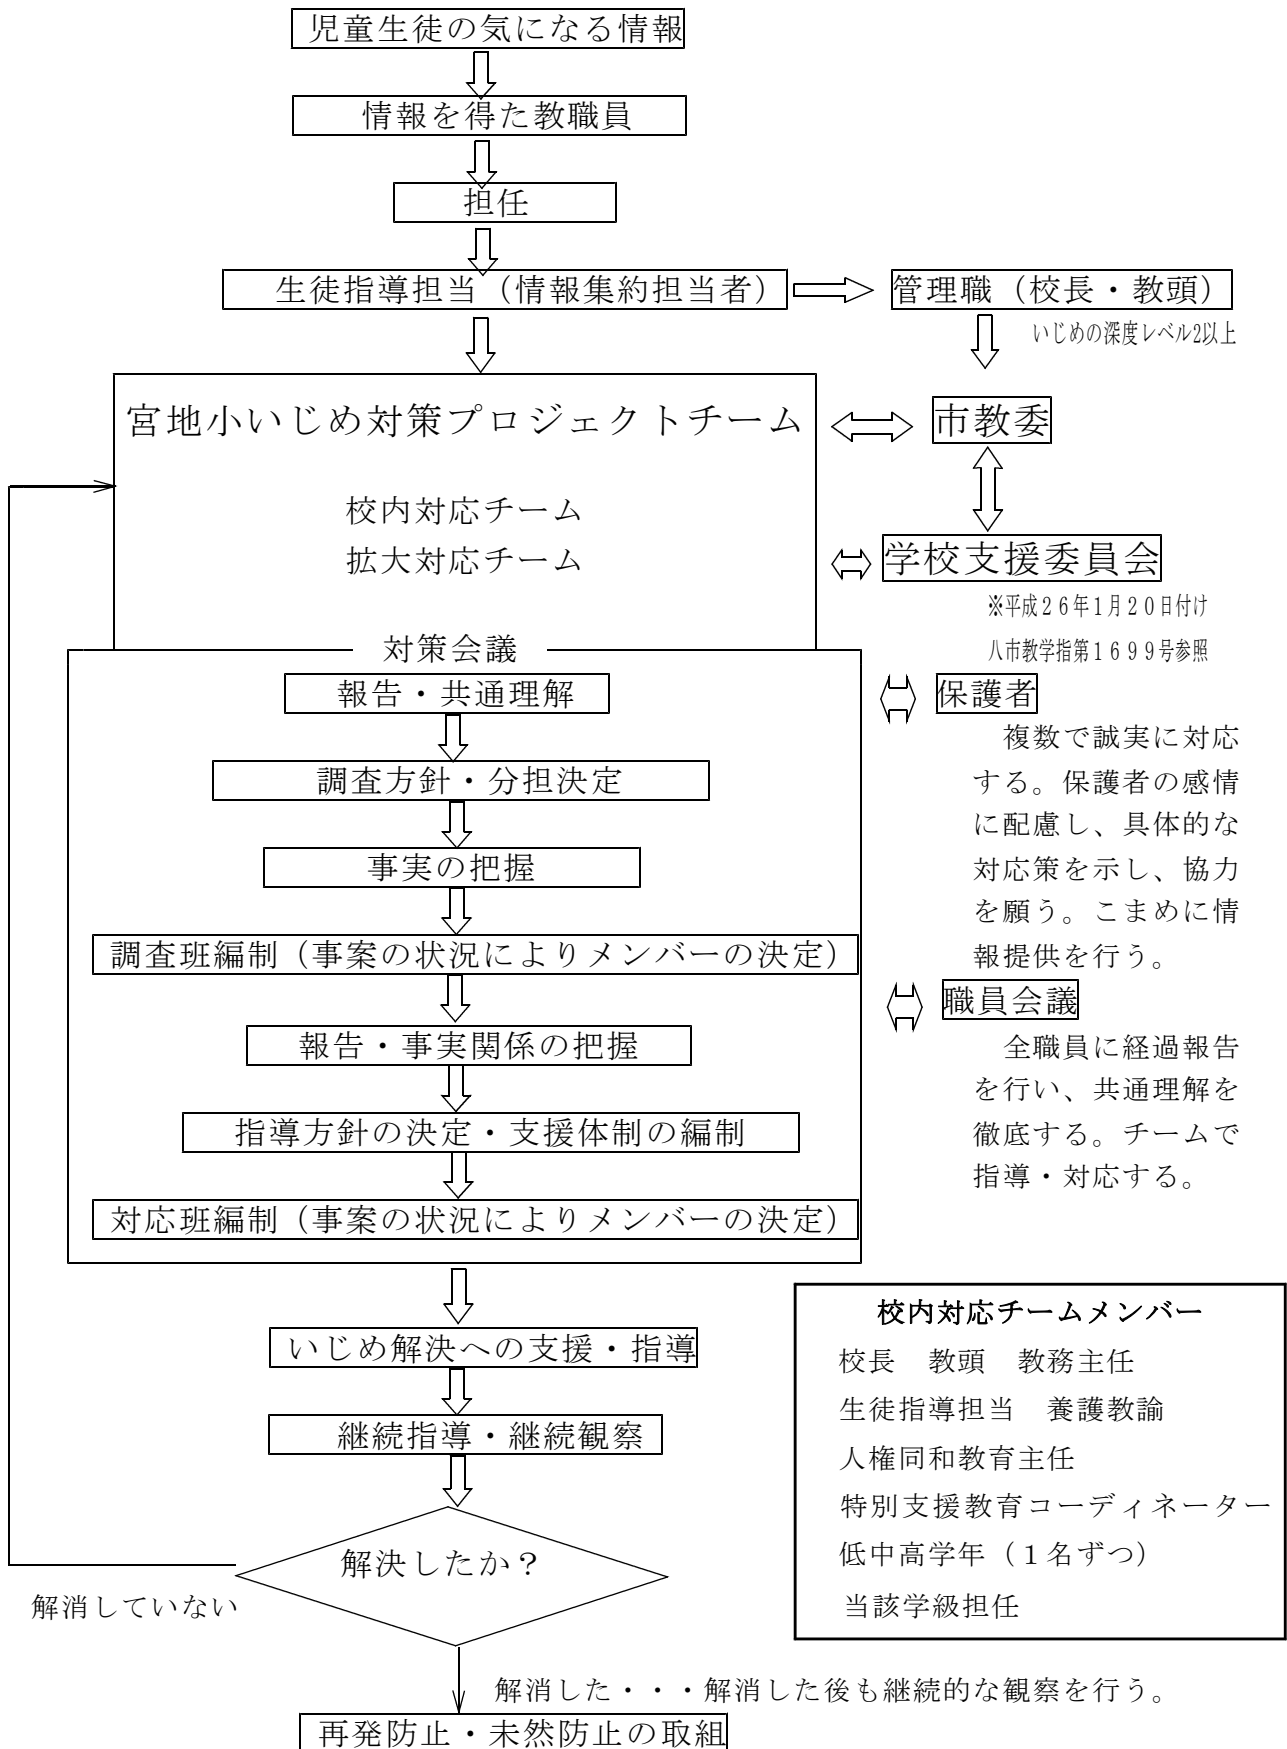 児童生徒の気になる情報
情報を得た教職員
担任
生徒指導担当（情報集約担当者）
管理職（校長・教頭）
いじめの深度レベル2以上
宮地小いじめ対策プロジェクトチーム
市教委
校内対応チーム
拡大対応チーム
学校支援委員会
※平成２６年１月２０日付け
八市教学指第１６９９号参照
対策会議
報告・共通理解
保護者
複数で誠実に対応
する。保護者の感情
に配慮し、具体的な
対応策を示し、協力
を願う。こまめに情
報提供を行う。
調査方針・分担決定
事実の把握
調査班編制（事案の状況によりメンバーの決定）
職員会議
全職員に経過報告
を行い、共通理解を
徹底する。チームで
指導・対応する。
報告・事実関係の把握
指導方針の決定・支援体制の編制
対応班編制（事案の状況によりメンバーの決定）
いじめ解決への支援・指導
継続指導・継続観察
解決したか？
解消していない
校内対応チームメンバー
校長　教頭　教務主任
生徒指導担当　養護教諭
人権同和教育主任
特別支援教育コーディネーター
低中高学年（１名ずつ）
当該学級担任
解消した・・・解消した後も継続的な観察を行う。
再発防止・未然防止の取組